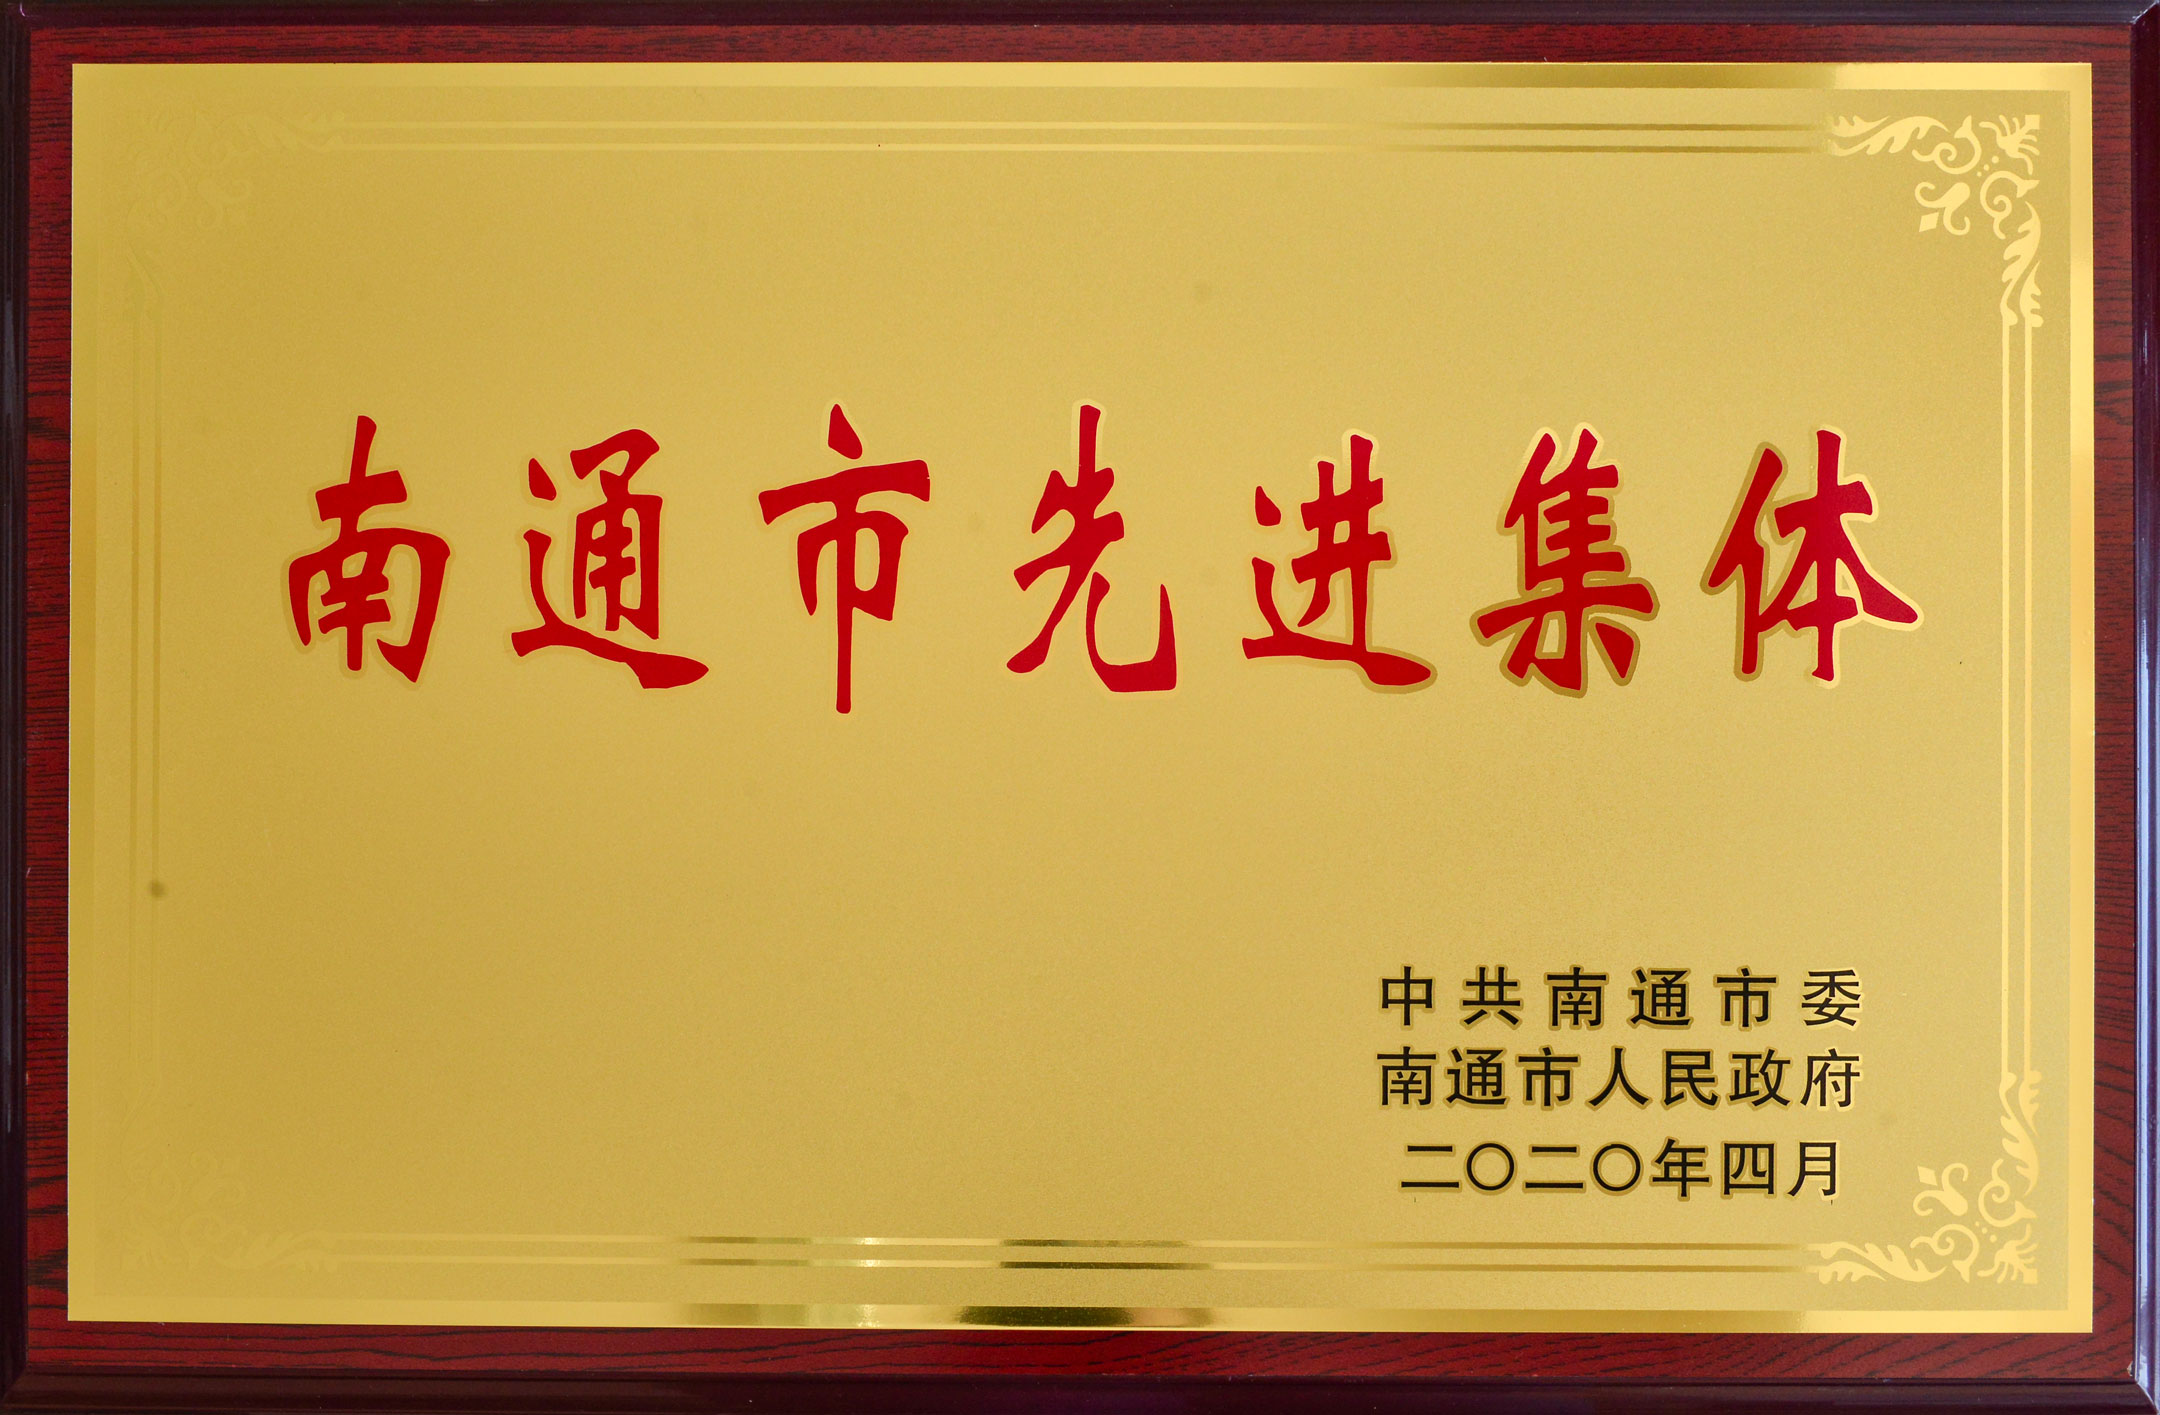 南通市先进集体
中共南通市委
南通市人民政府
二〇二〇年四月